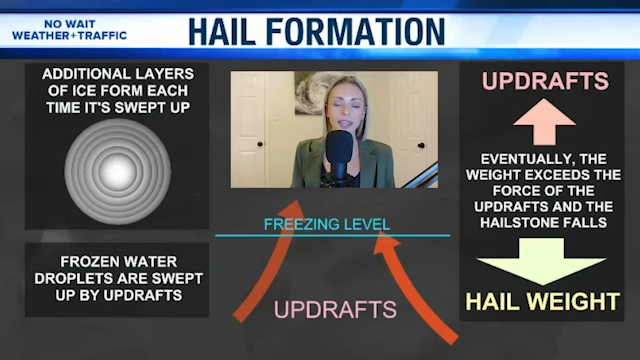 NO WAIT
WEATHER+TRAFFIC
HAIL FORMATION
ADDITIONAL LAYERS
OF ICE FORM EACH
TIME IT'S SWEPT UP
FROZEN WATER
DROPLETS ARE SWEPT
UP BY UPDRAFTS
FREEZING LEVEL
UPDRAFTS
UPDRAFTS
EVENTUALLY, THE
WEIGHT EXCEEDS THE
FORCE OF THE
UPDRAFTS AND THE
HAILSTONE FALLS
HAIL WEIGHT